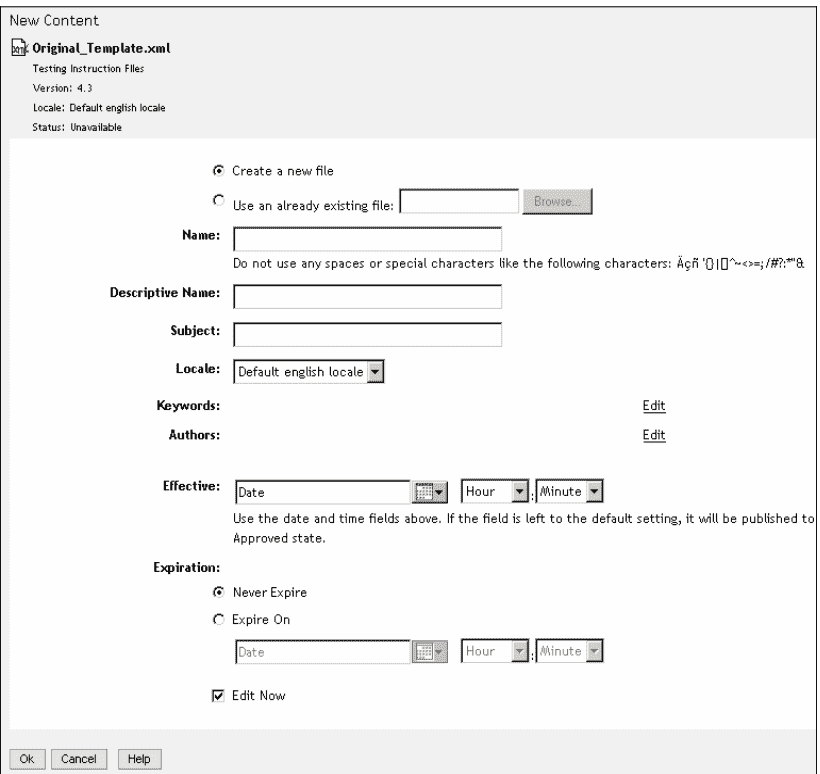 New Content
Original_Template.xml
Testing Instruction Files
Version: 4.3
Locale: Default english locale
Status: Unavailable
Create a new file
Use an already existing file: Browse...
Name:
Do not use any spaces or special characters like the following characters: Äçñ '{}|[]^~<>=;/#?:*"&
Descriptive Name:
Subject:
Locale: Default english locale
Keywords: Edit
Authors: Edit
Effective: Date Hour : Minute
Use the date and time fields above. If the field is left to the default setting, it will be published to
Approved state.
Expiration:
Never Expire
Expire On
Date Hour : Minute
Edit Now
Ok Cancel Help